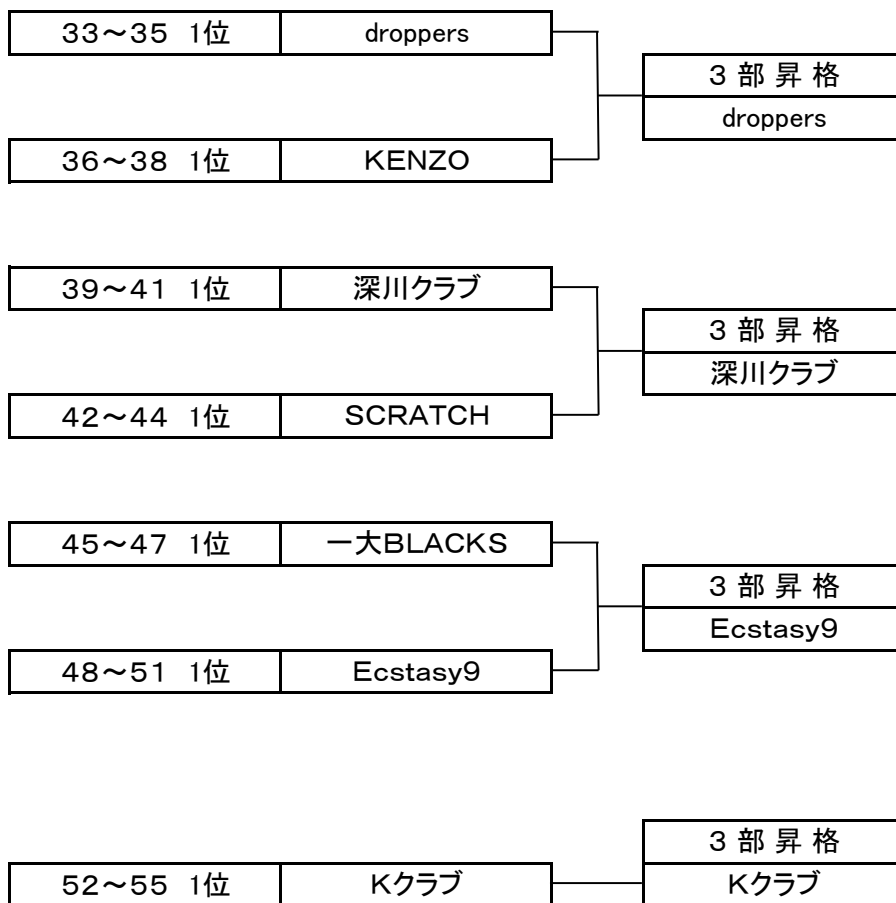 33～35 1位 droppers
3 部 昇 格
droppers
36～38 1位 KENZO
39～41 1位 深川クラブ
3 部 昇 格
深川クラブ
42～44 1位 SCRATCH
45～47 1位 一大BLACKS
3 部 昇 格
Ecstasy9
48～51 1位 Ecstasy9
3 部 昇 格
52～55 1位 Kクラブ Kクラブ